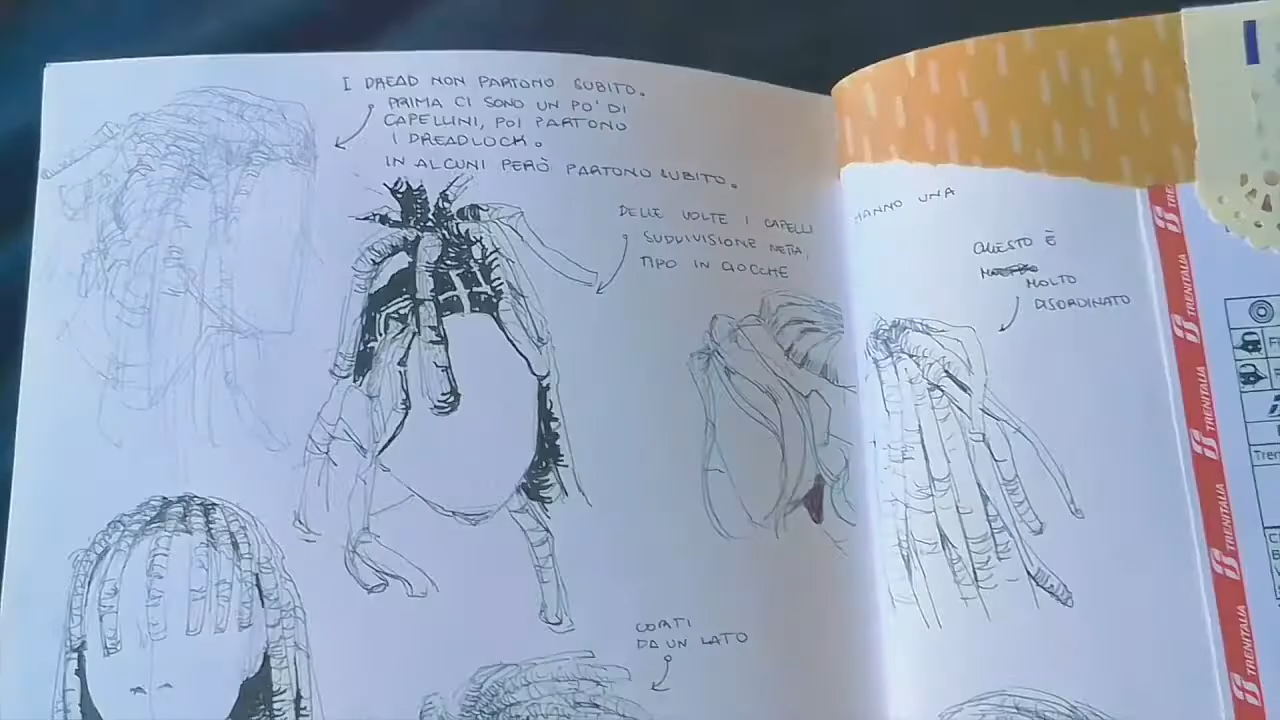 I DREAD NON PARTONO SUBITO.
PRIMA CI SONO UN PO' DI
CAPELLINI, POI PARTONO
I DREADLOCK.
IN ALCUNI PERÒ PARTONO SUBITO.
DELLE VOLTE I CAPELLI HANNO UNA
SUDDIVISIONE NETTA,
TIPO IN CIOCCHE
QUESTO È
MOLTO
DISORDINATO
CORTI
DA UN LATO
TRENITALIA
TRENITALIA
TRENITALIA
TRENITALIA